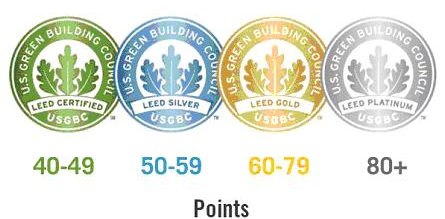 U.S. GREEN BUILDING COUNCIL
LEED CERTIFIED
USGBC
U.S. GREEN BUILDING COUNCIL
LEED SILVER
USGBC
U.S. GREEN BUILDING COUNCIL
LEED GOLD
USGBC
U.S. GREEN BUILDING COUNCIL
LEED PLATINUM
USGBC
40-49 50-59 60-79 80+
Points